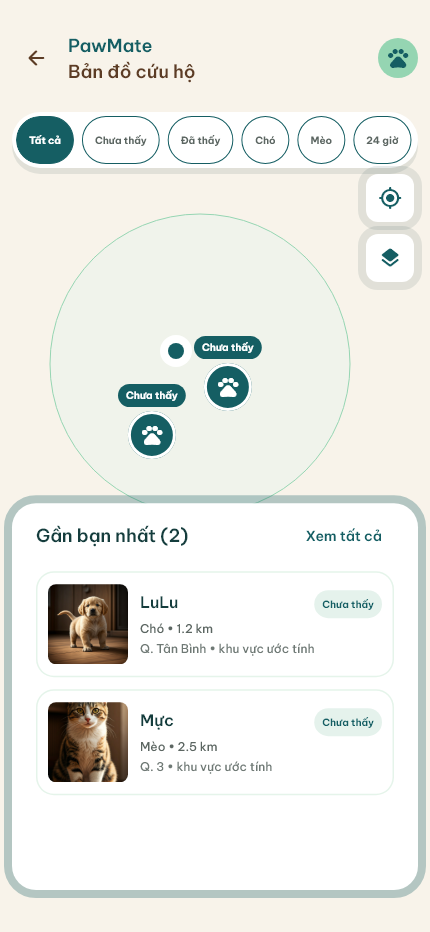 PawMate
Bản đồ cứu hộ
Tất cả
Chưa thấy
Đã thấy
Chó
Mèo
24 giờ
Chưa thấy
Chưa thấy
Gần bạn nhất (2)
Xem tất cả
LuLu
Chưa thấy
Chó • 1.2 km
Q. Tân Bình • khu vực ước tính
Mực
Chưa thấy
Mèo • 2.5 km
Q. 3 • khu vực ước tính